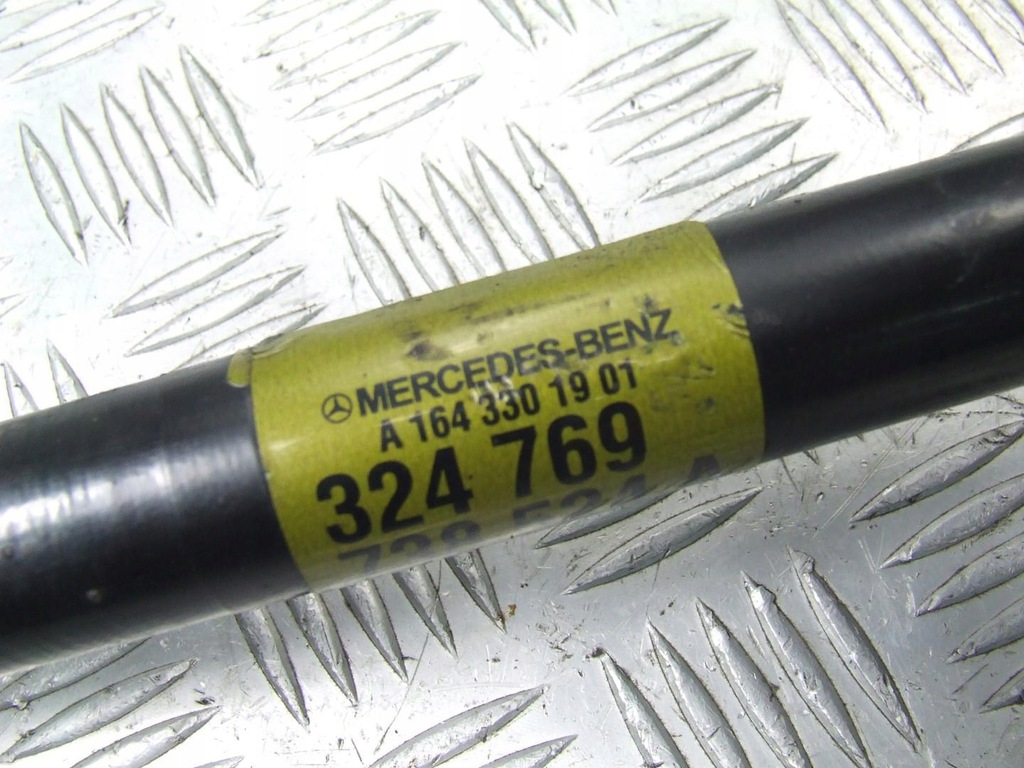 MERCEDES-BENZ
A 164 330 19 01
324 769